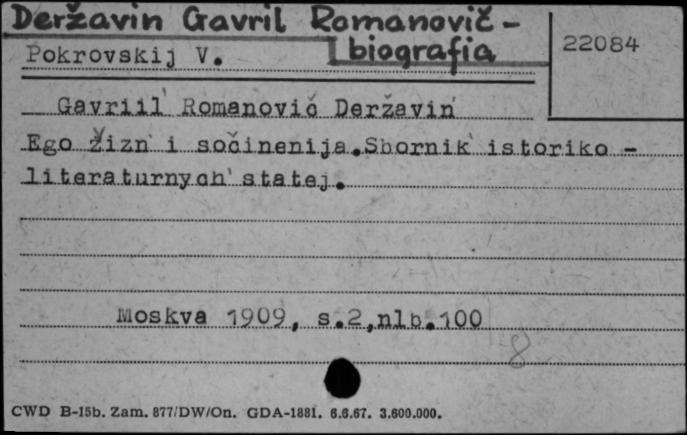 Deržavin Gavril Romanovič -
biografia
22084
Pokrovskij V.
Gavriil' Romanovič Deržavin'
Ego žizn' i sočinenija.Sbornik' istoriko -
literaturnych' statej.
Moskva 1909, s.2,nlb.100
8
CWD B-15b. Zam. 877/DW/On. GDA-1881. 6.6.67. 3.600.000.